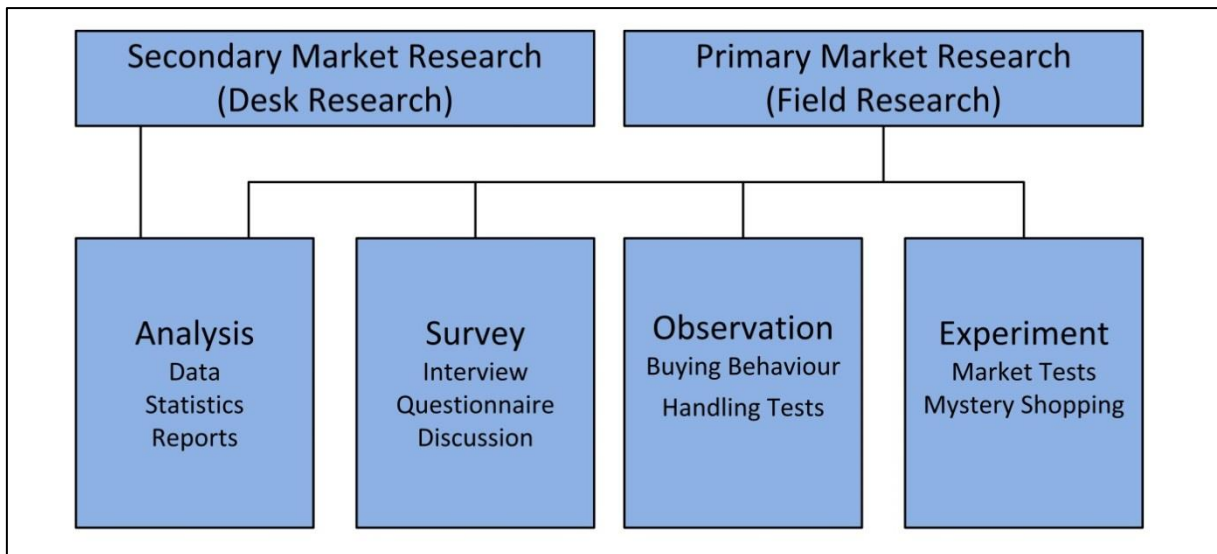 Secondary Market Research
(Desk Research)
Primary Market Research
(Field Research)
Analysis
Data
Statistics
Reports
Survey
Interview
Questionnaire
Discussion
Observation
Buying Behaviour
Handling Tests
Experiment
Market Tests
Mystery Shopping